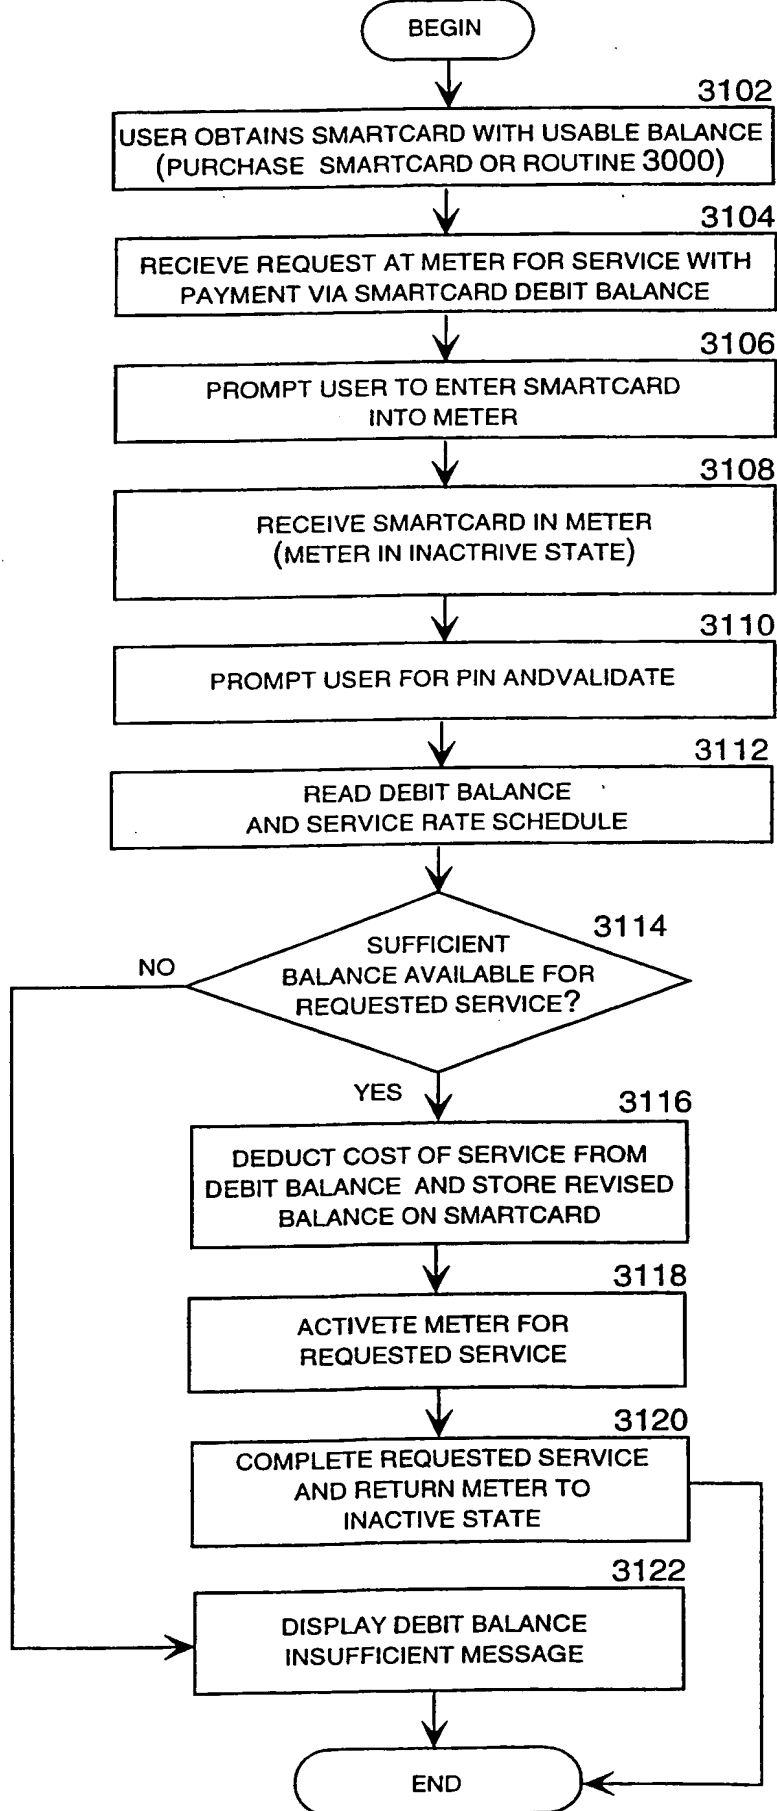 BEGIN
3102
USER OBTAINS SMARTCARD WITH USABLE BALANCE
(PURCHASE SMARTCARD OR ROUTINE 3000)
3104
RECIEVE REQUEST AT METER FOR SERVICE WITH
PAYMENT VIA SMARTCARD DEBIT BALANCE
3106
PROMPT USER TO ENTER SMARTCARD
INTO METER
3108
RECEIVE SMARTCARD IN METER
(METER IN INACTRIVE STATE)
3110
PROMPT USER FOR PIN ANDVALIDATE
3112
READ DEBIT BALANCE
AND SERVICE RATE SCHEDULE
3114
SUFFICIENT
BALANCE AVAILABLE FOR
REQUESTED SERVICE?
NO
YES
3116
DEDUCT COST OF SERVICE FROM
DEBIT BALANCE AND STORE REVISED
BALANCE ON SMARTCARD
3118
ACTIVETE METER FOR
REQUESTED SERVICE
3120
COMPLETE REQUESTED SERVICE
AND RETURN METER TO
INACTIVE STATE
3122
DISPLAY DEBIT BALANCE
INSUFFICIENT MESSAGE
END